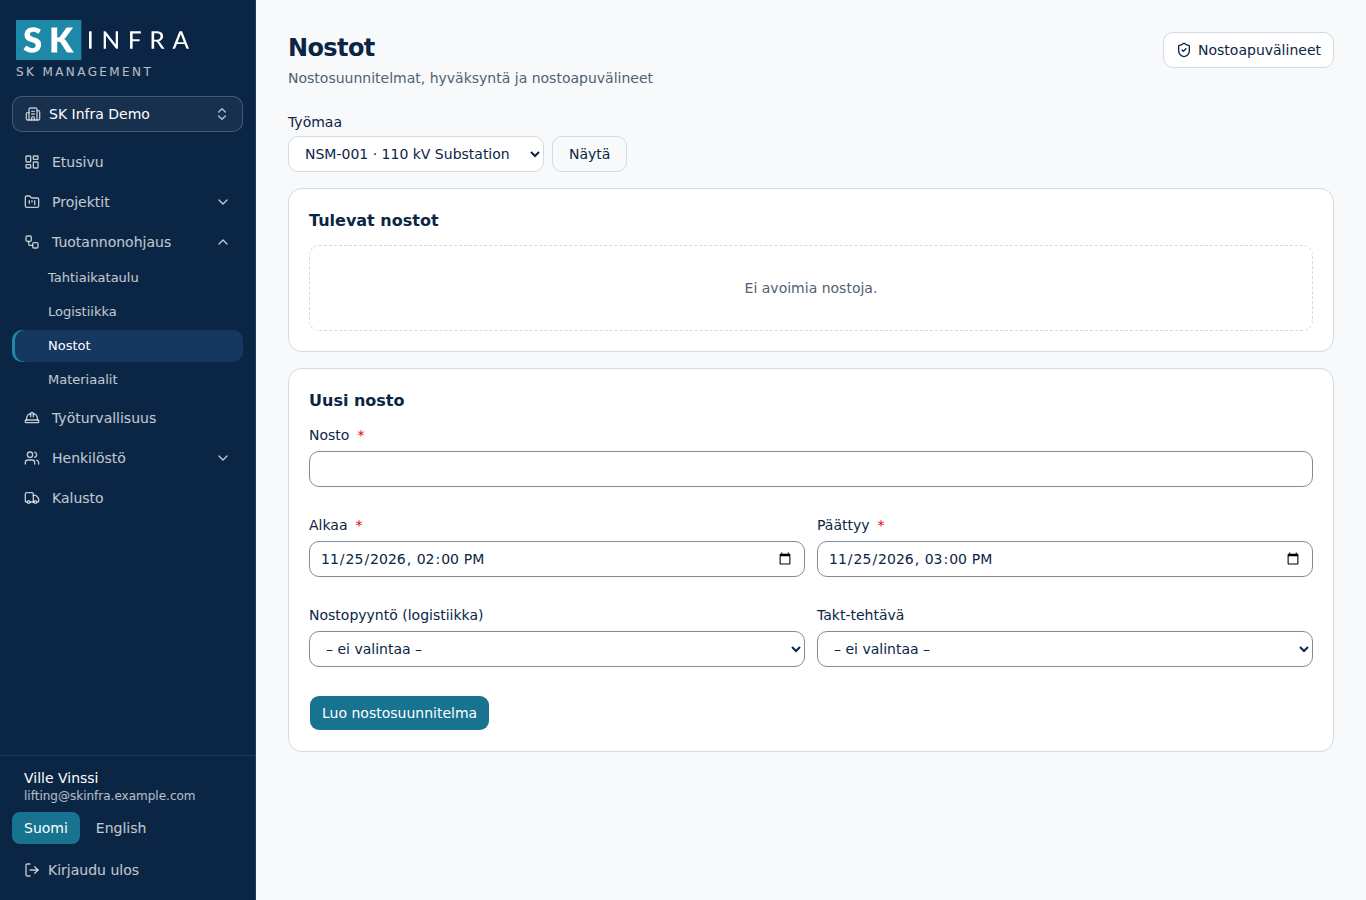 SK INFRA
SK MANAGEMENT
SK Infra Demo
Etusivu
Projektit
Tuotannonohjaus
Tahtiaikataulu
Logistiikka
Nostot
Materiaalit
Työturvallisuus
Henkilöstö
Kalusto
Ville Vinssi
lifting@skinfra.example.com
Suomi English
Kirjaudu ulos
Nostot
Nostosuunnitelmat, hyväksyntä ja nostoapuvälineet
Nostoapuvälineet
Työmaa
NSM-001 · 110 kV Substation
Näytä
Tulevat nostot
Ei avoimia nostoja.
Uusi nosto
Nosto *
Alkaa * Päättyy *
11/25/2026, 02:00 PM 11/25/2026, 03:00 PM
Nostopyyntö (logistiikka) Takt-tehtävä
– ei valintaa – – ei valintaa –
Luo nostosuunnitelma